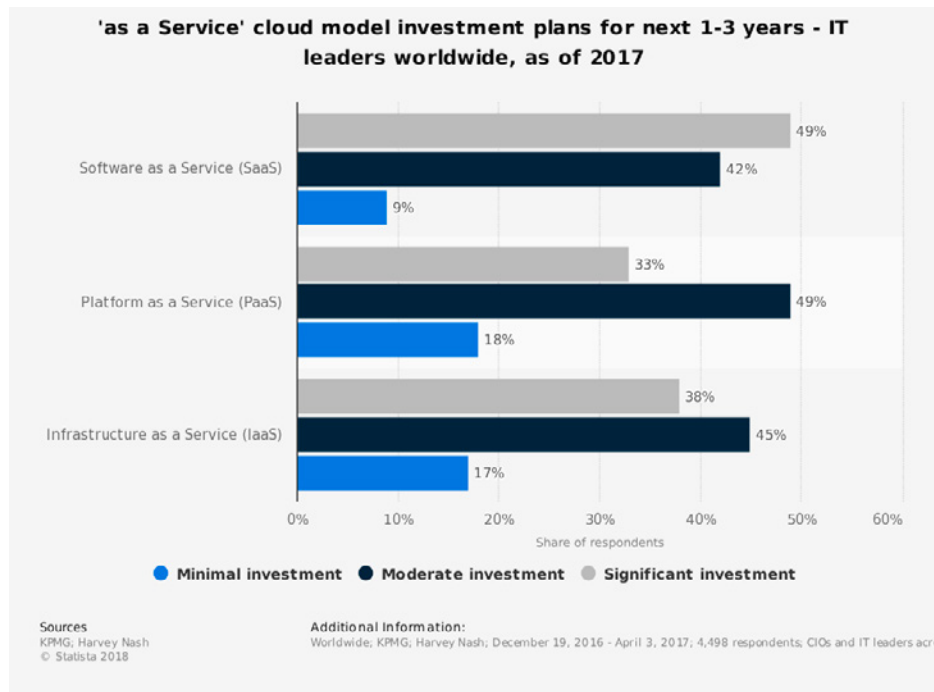 'as a Service' cloud model investment plans for next 1-3 years - IT
leaders worldwide, as of 2017
49%
Software as a Service (SaaS)
42%
9%
33%
Platform as a Service (PaaS)
49%
18%
38%
Infrastructure as a Service (IaaS)
45%
17%
0% 10% 20% 30% 40% 50% 60%
Share of respondents
Minimal investment Moderate investment Significant investment
Sources
KPMG; Harvey Nash
© Statista 2018
Additional Information:
Worldwide; KPMG; Harvey Nash; December 19, 2016 - April 3, 2017; 4,498 respondents; CIOs and IT leaders